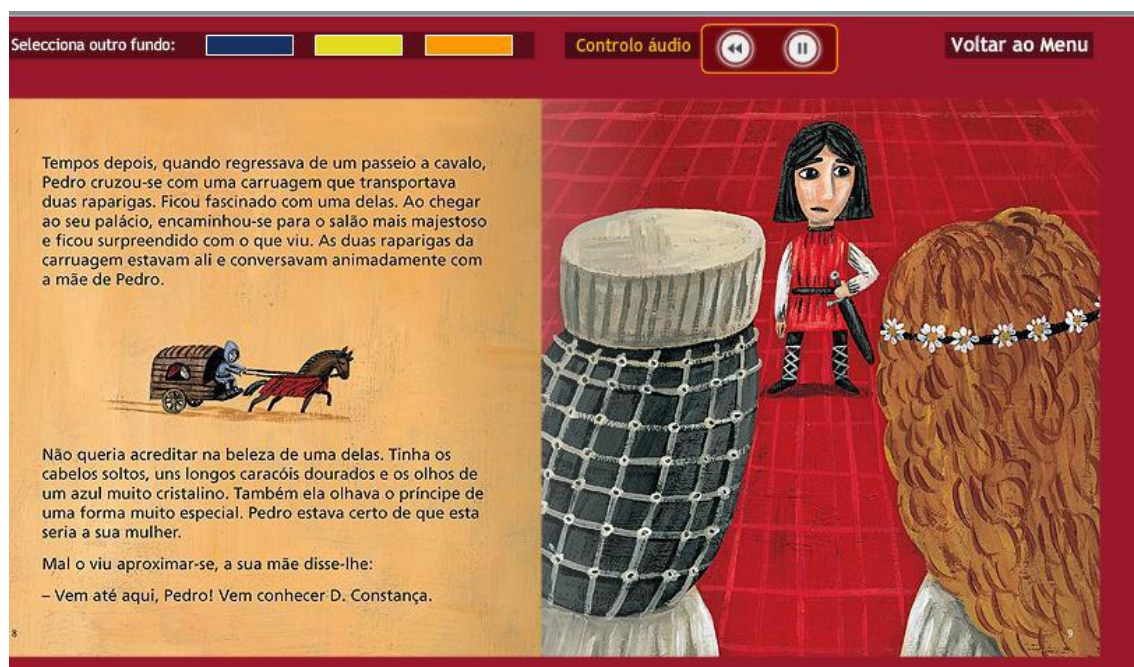 Selecciona outro fundo:
Controlo áudio
Voltar ao Menu
Tempos depois, quando regressava de um passeio a cavalo,
Pedro cruzou-se com uma carruagem que transportava
duas raparigas. Ficou fascinado com uma delas. Ao chegar
ao seu palácio, encaminhou-se para o salão mais majestoso
e ficou surpreendido com o que viu. As duas raparigas da
carruagem estavam ali e conversavam animadamente com
a mãe de Pedro.
Não queria acreditar na beleza de uma delas. Tinha os
cabelos soltos, uns longos caracóis dourados e os olhos de
um azul muito cristalino. Também ela olhava o príncipe de
uma forma muito especial. Pedro estava certo de que esta
seria a sua mulher.
Mal o viu aproximar-se, a sua mãe disse-lhe:
– Vem até aqui, Pedro! Vem conhecer D. Constança.
8
9